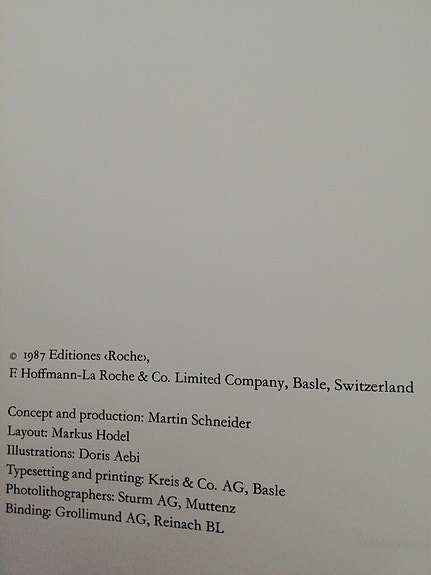 © 1987 Editiones ‹Roche›,
F. Hoffmann-La Roche & Co. Limited Company, Basle, Switzerland
Concept and production: Martin Schneider
Layout: Markus Hodel
Illustrations: Doris Aebi
Typesetting and printing: Kreis & Co. AG, Basle
Photolithographers: Sturm AG, Muttenz
Binding: Grollimund AG, Reinach BL